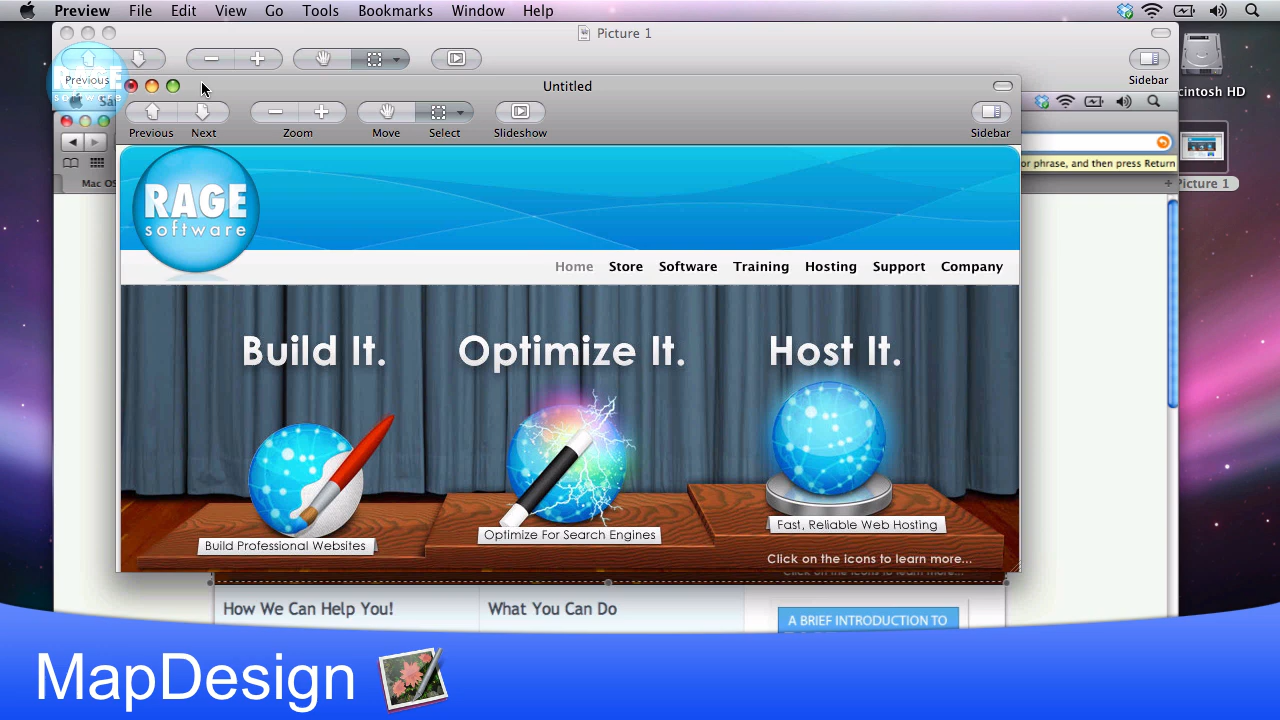 Preview File Edit View Go Tools Bookmarks Window Help
Picture 1
Previous
Sidebar
Macintosh HD
Untitled
Previous Next Zoom Move Select Slideshow Sidebar
or phrase, and then press Return
Mac OS
Picture 1
RAGE
software
Home Store Software Training Hosting Support Company
Build It. Optimize It. Host It.
Build Professional Websites
Optimize For Search Engines
Fast, Reliable Web Hosting
Click on the icons to learn more...
How We Can Help You! What You Can Do
A BRIEF INTRODUCTION TO
MapDesign